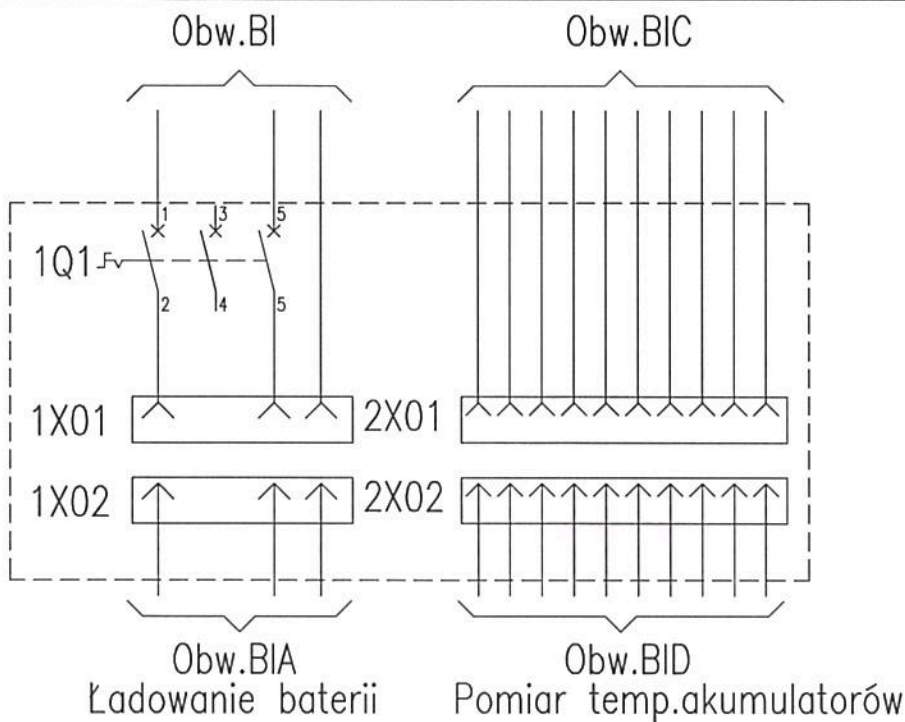 Obw.BI
Obw.BIC
1 3 5
1Q1
2 4 5
1X01
2X01
1X02
2X02
Obw.BIA
Obw.BID
Ładowanie baterii
Pomiar temp.akumulatorów